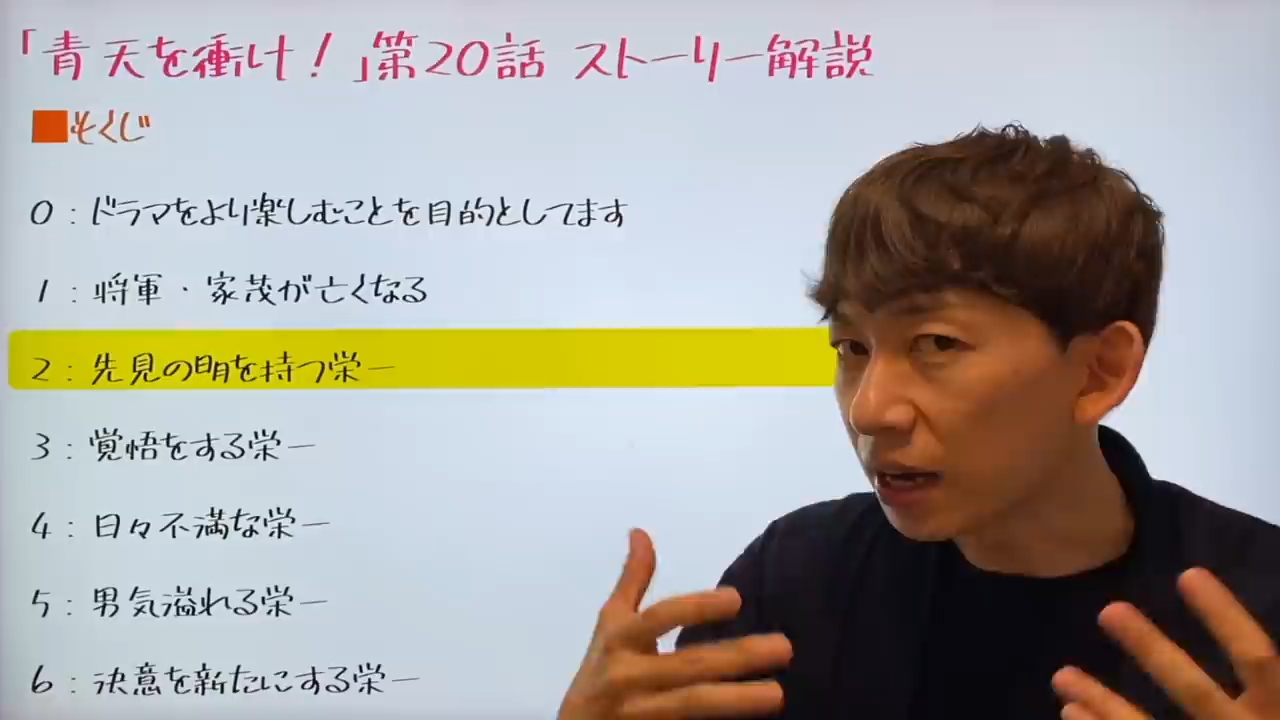 「青天を衝け！」第20話 ストーリー解説
■もくじ
0：ドラマをより楽しむことを目的としてます
1：将軍・家茂が亡くなる
2：先見の明を持つ栄一
3：覚悟をする栄一
4：日々不満な栄一
5：男気溢れる栄一
6：決意を新たにする栄一